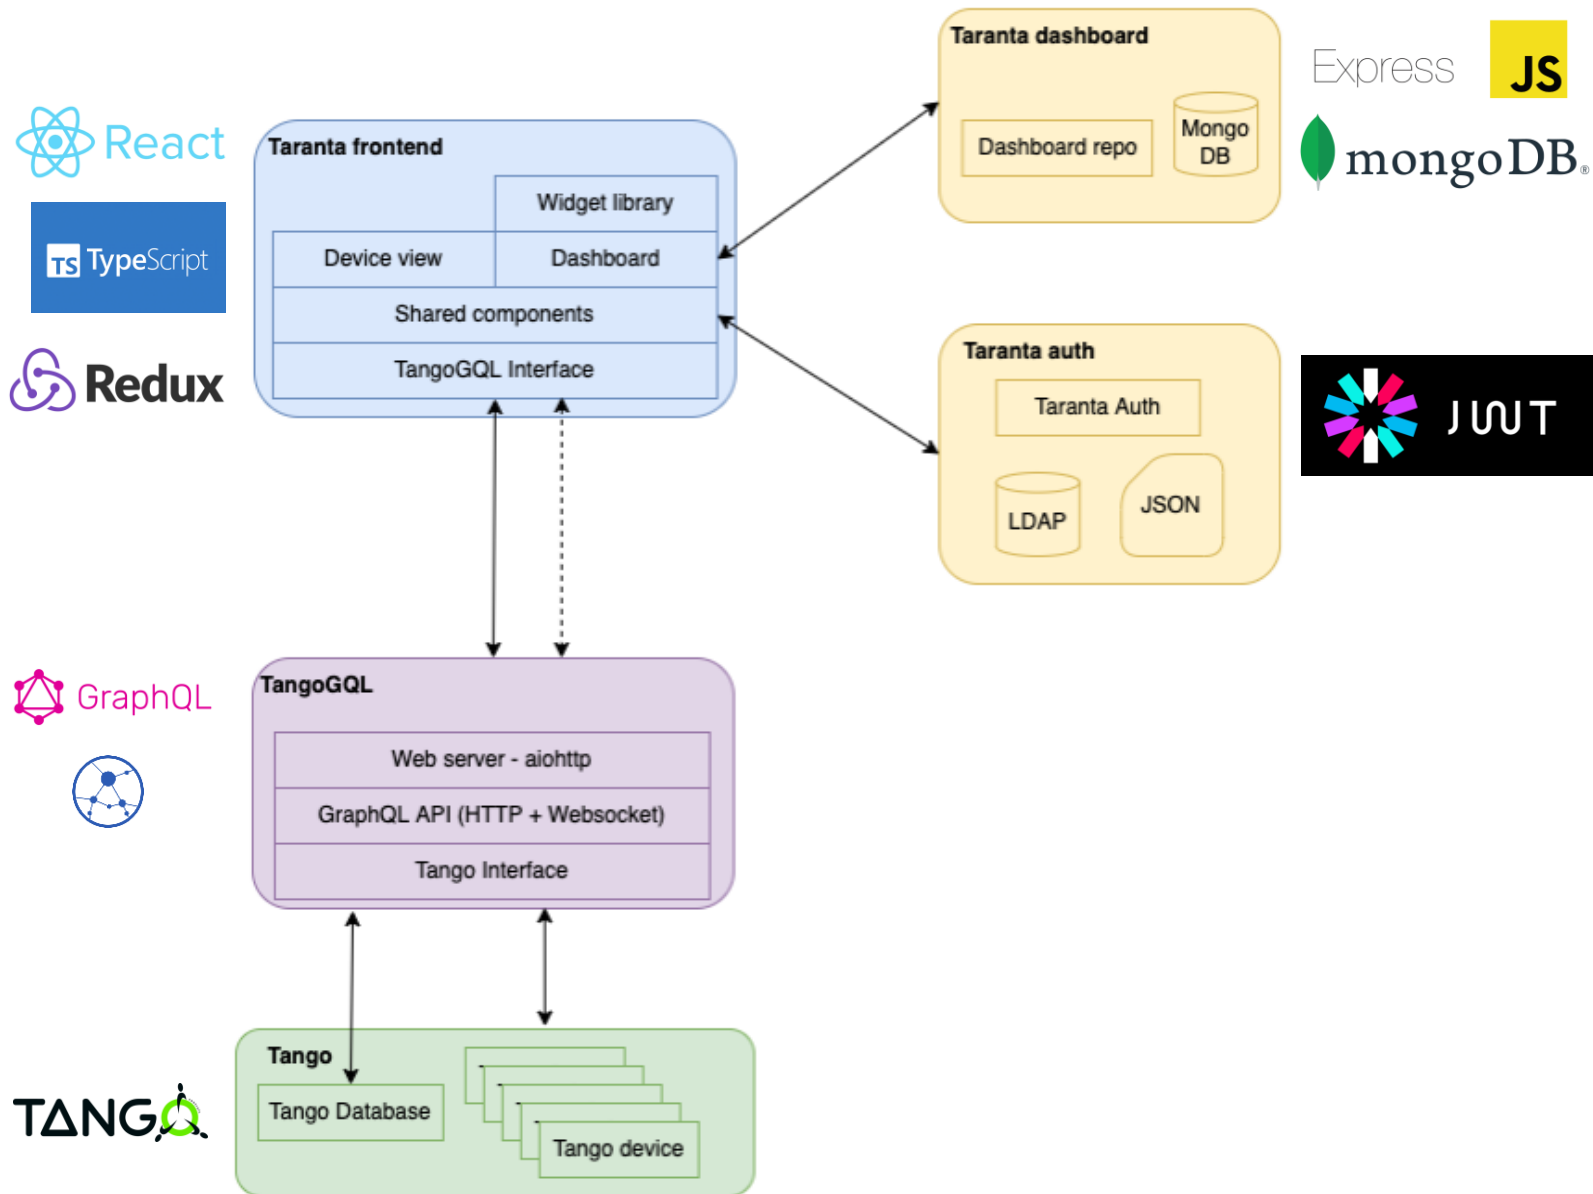 Taranta dashboard
Express
JS
Dashboard repo
Mongo
DB
mongoDB®
React
TS TypeScript
Redux
Taranta frontend
Widget library
Device view
Dashboard
Shared components
TangoGQL Interface
Taranta auth
Taranta Auth
LDAP
JSON
JWT
GraphQL
TangoGQL
Web server - aiohttp
GraphQL API (HTTP + Websocket)
Tango Interface
TANGO
Tango
Tango Database
Tango device